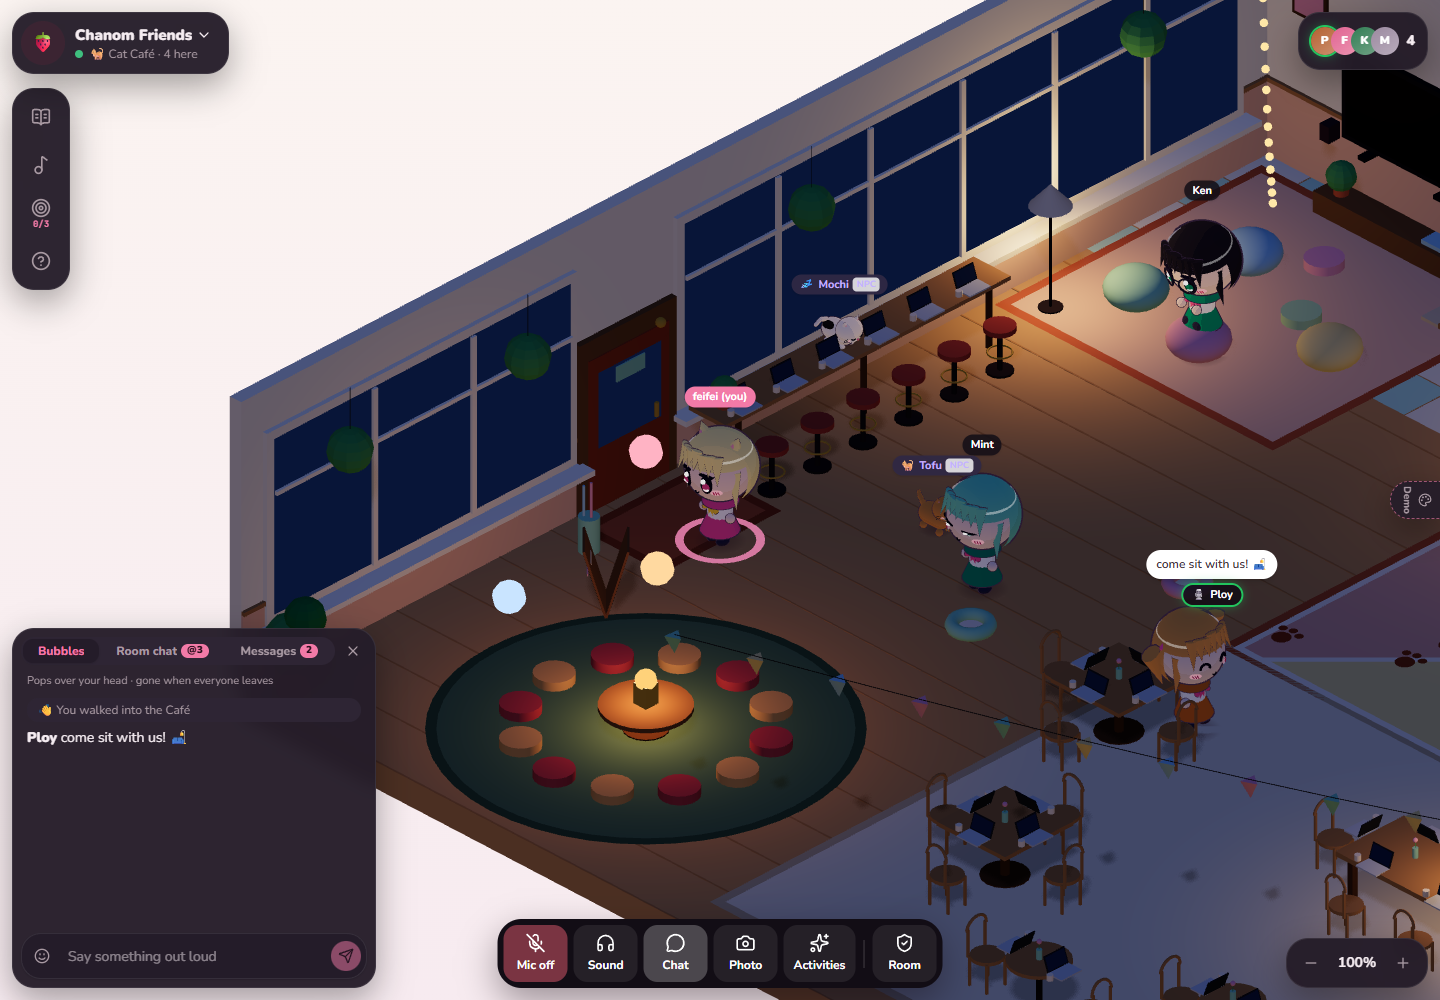 Chanom Friends
Cat Café · 4 here
P F K M 4
0/3
Ken
Mochi NPC
feifei (you)
Mint
Tofu NPC
Demo
come sit with us!
Ploy
Bubbles Room chat @3 Messages 2
Pops over your head · gone when everyone leaves
You walked into the Café
Ploy come sit with us!
Say something out loud
Mic off Sound Chat Photo Activities Room
100%